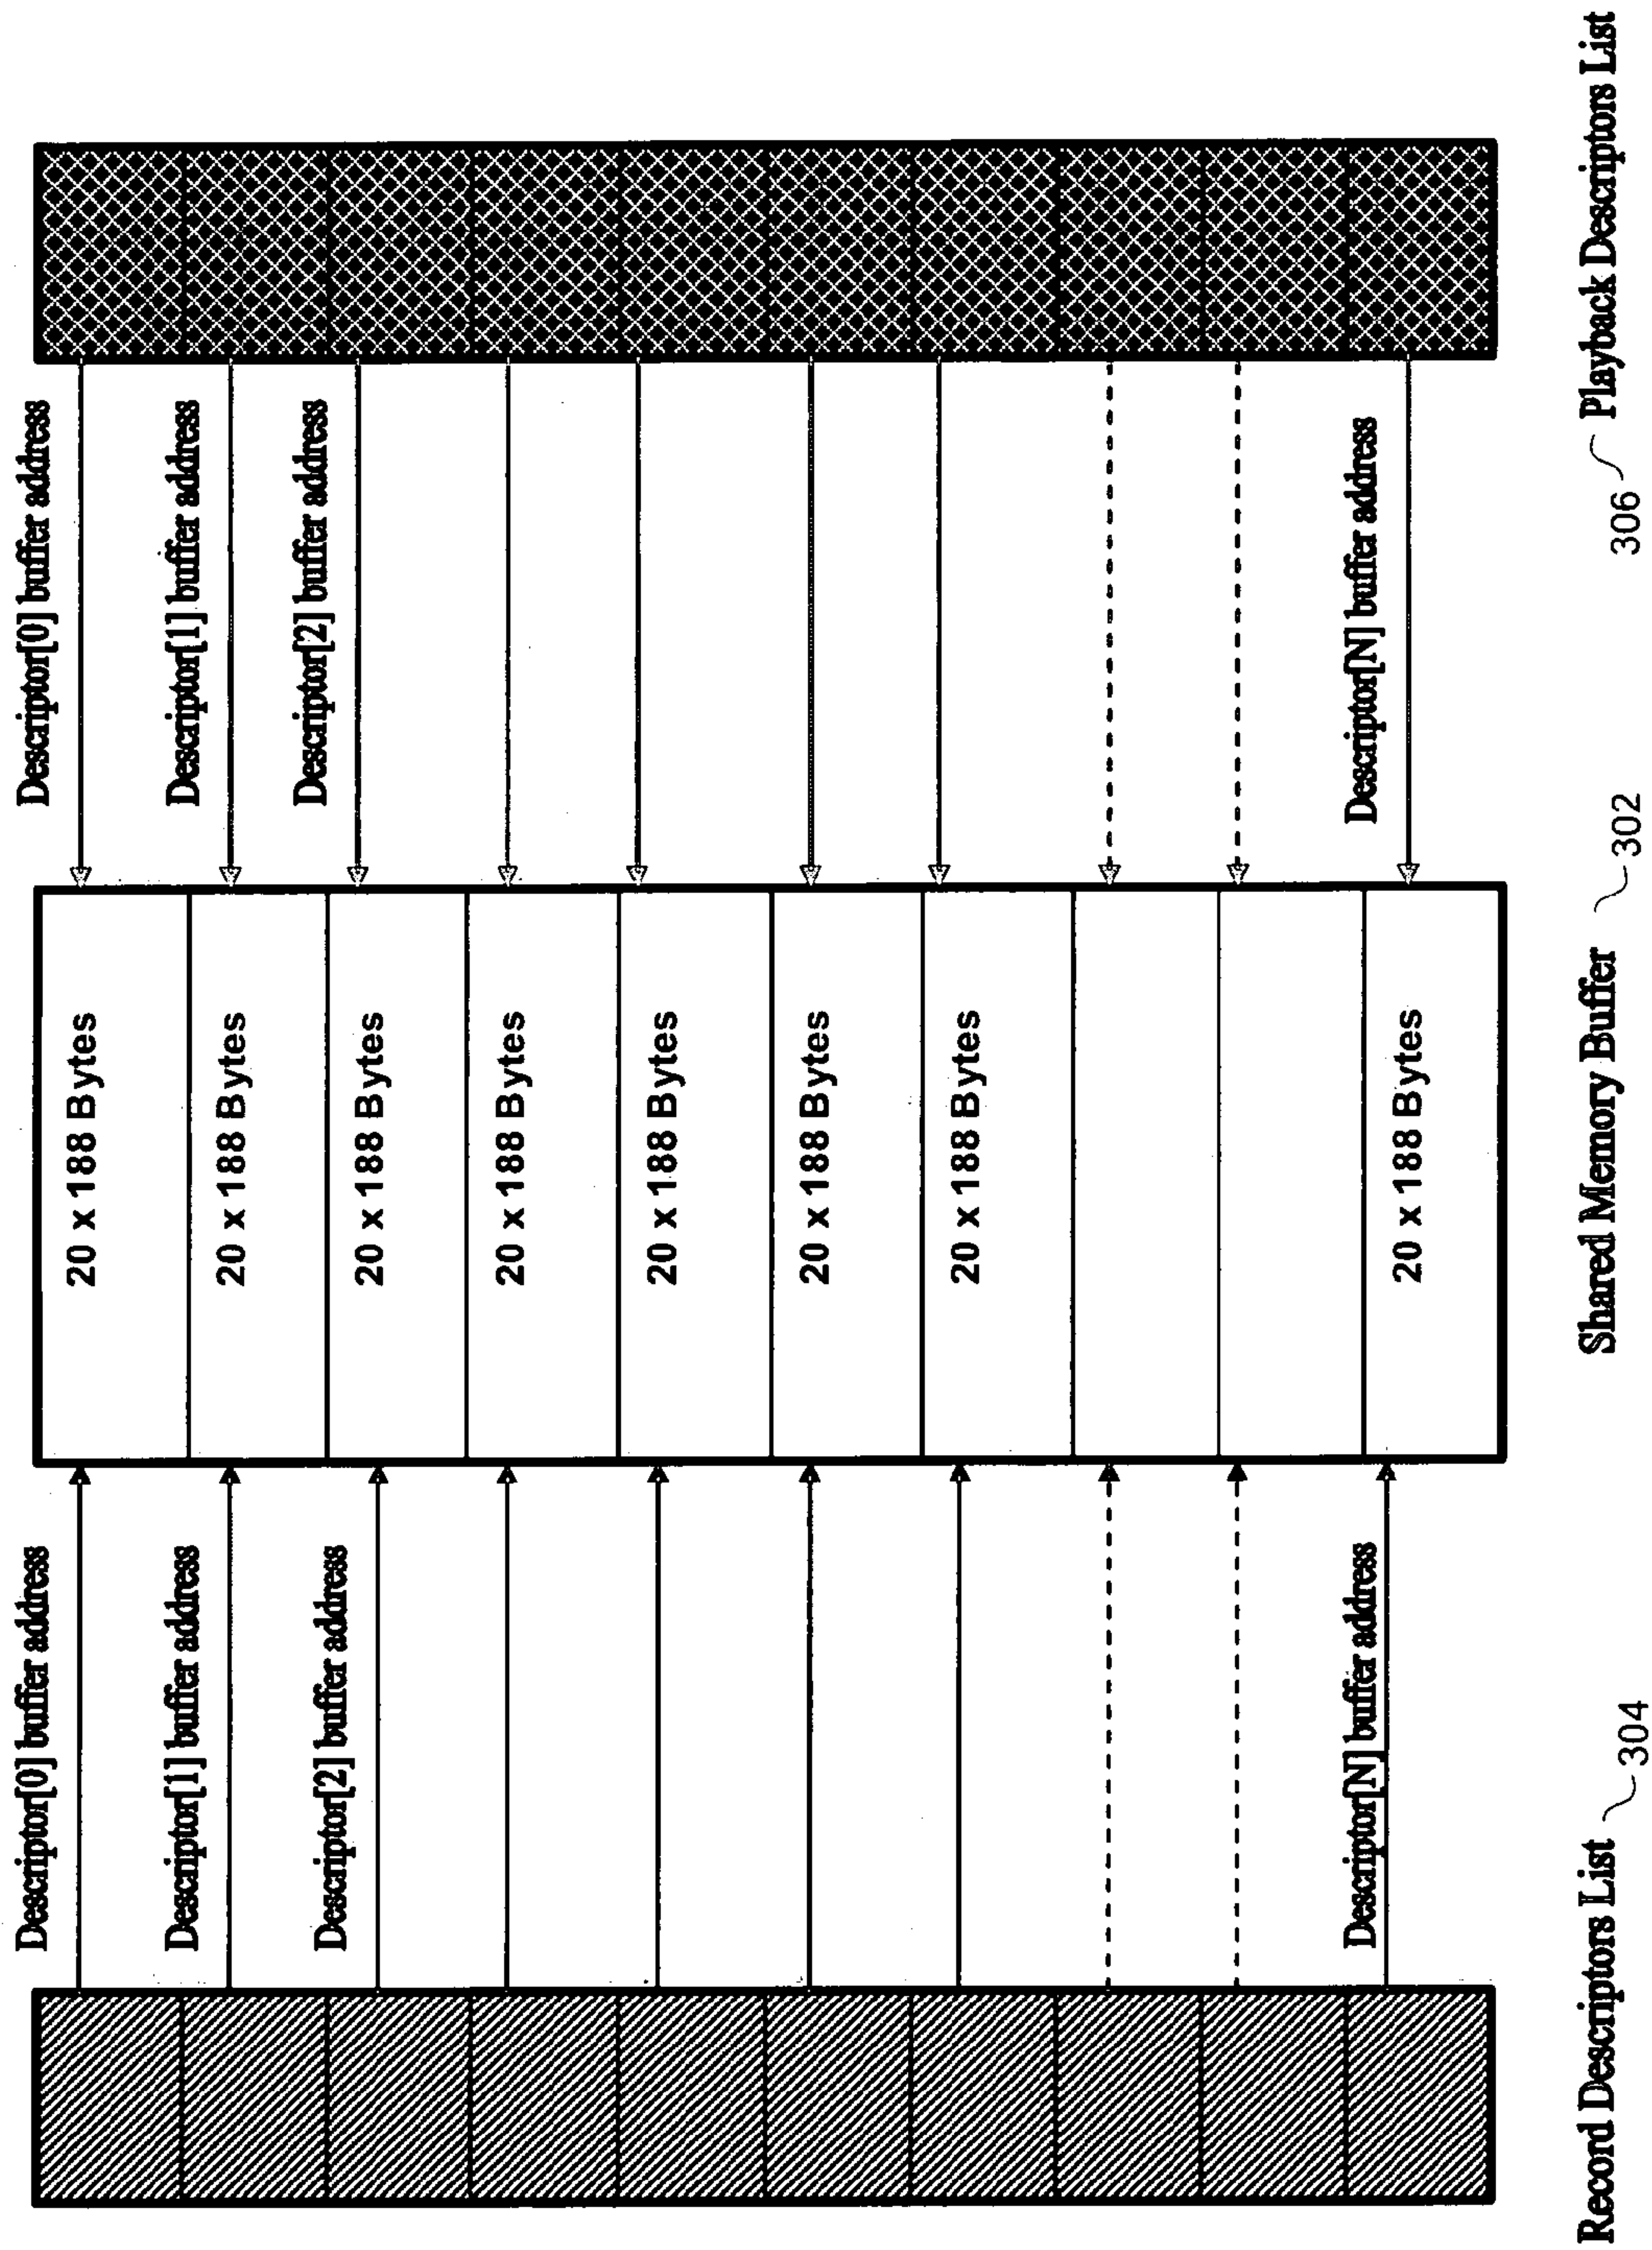 Descriptor[0] buffer address
Descriptor[0] buffer address
20 x 188 Bytes
Descriptor[1] buffer address
Descriptor[1] buffer address
20 x 188 Bytes
Descriptor[2] buffer address
Descriptor[2] buffer address
20 x 188 Bytes
20 x 188 Bytes
20 x 188 Bytes
20 x 188 Bytes
20 x 188 Bytes
Descriptor[N] buffer address
Descriptor[N] buffer address
20 x 188 Bytes
Record Descriptors List 304
Shared Memory Buffer 302
306 Playback Descriptors List